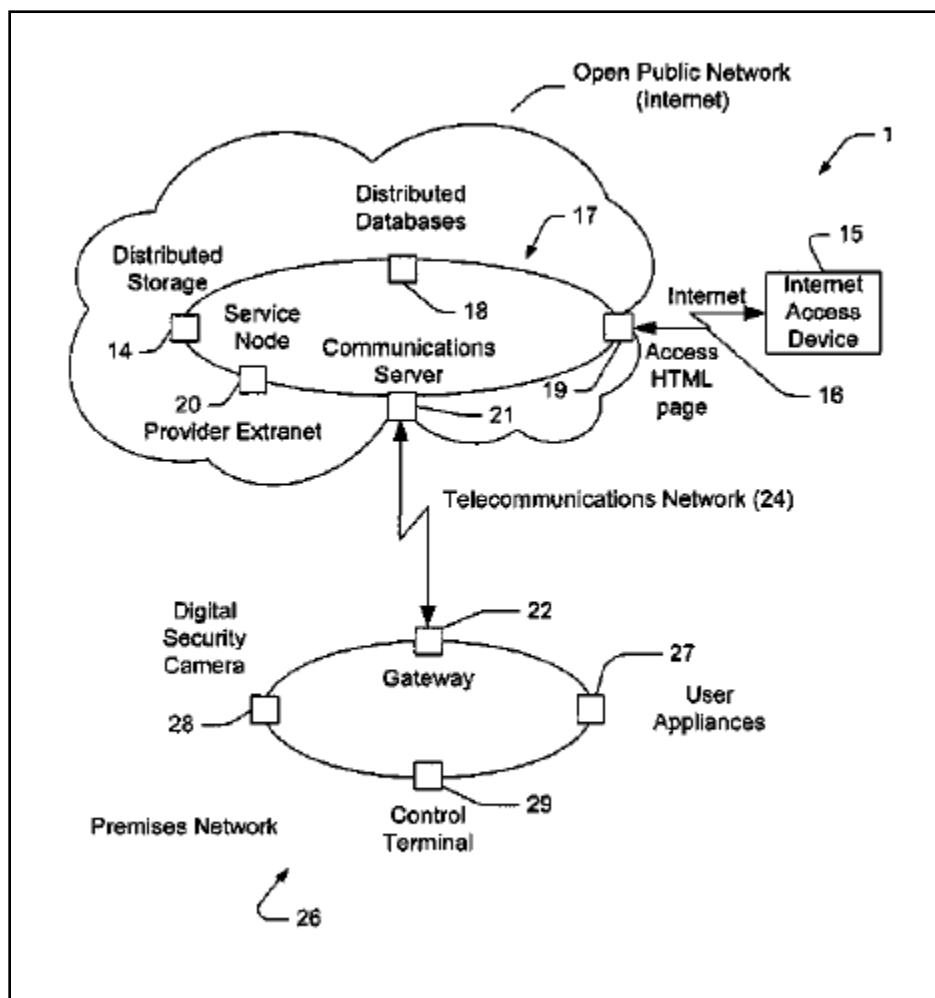 Open Public Network
(Internet)
1
Distributed
Databases
17
15
Distributed
Storage
Internet
Internet
Access
Device
18
Service
Node
14
Communications
Server
Access
HTML
page
19
16
20
21
Provider Extranet
Telecommunications Network (24)
Digital
Security
Camera
22
27
Gateway
User
Appliances
28
29
Control
Terminal
Premises Network
26